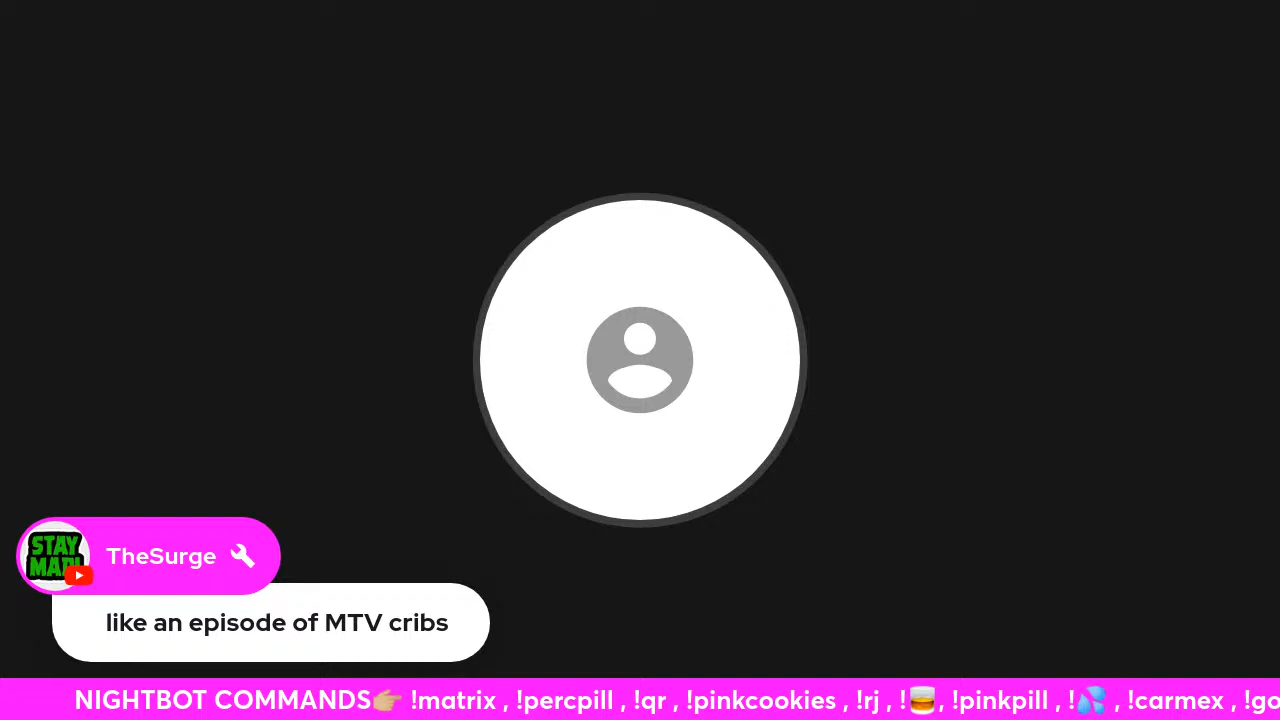 STAY
MAD!
TheSurge
like an episode of MTV cribs
NIGHTBOT COMMANDS👉🏼 !matrix , !percpill , !qr , !pinkcookies , !rj , !🥃, !pinkpill , !💦 , !carmex , !go